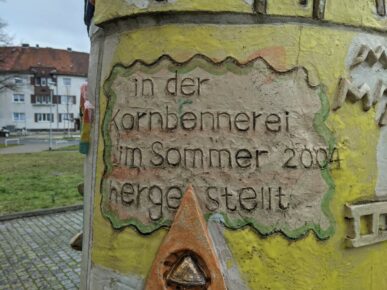 in der
Kornbennerei
im Sommer 2004
herge stellt